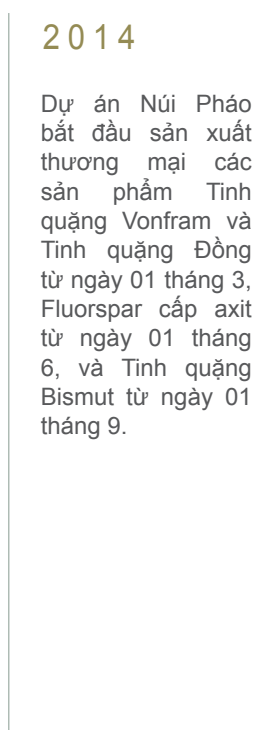 2014
Dự án Núi Pháo
bắt đầu sản xuất
thương mại các
sản phẩm Tinh
quặng Vonfram và
Tinh quặng Đồng
từ ngày 01 tháng 3,
Fluorspar cấp axit
từ ngày 01 tháng
6, và Tinh quặng
Bismut từ ngày 01
tháng 9.